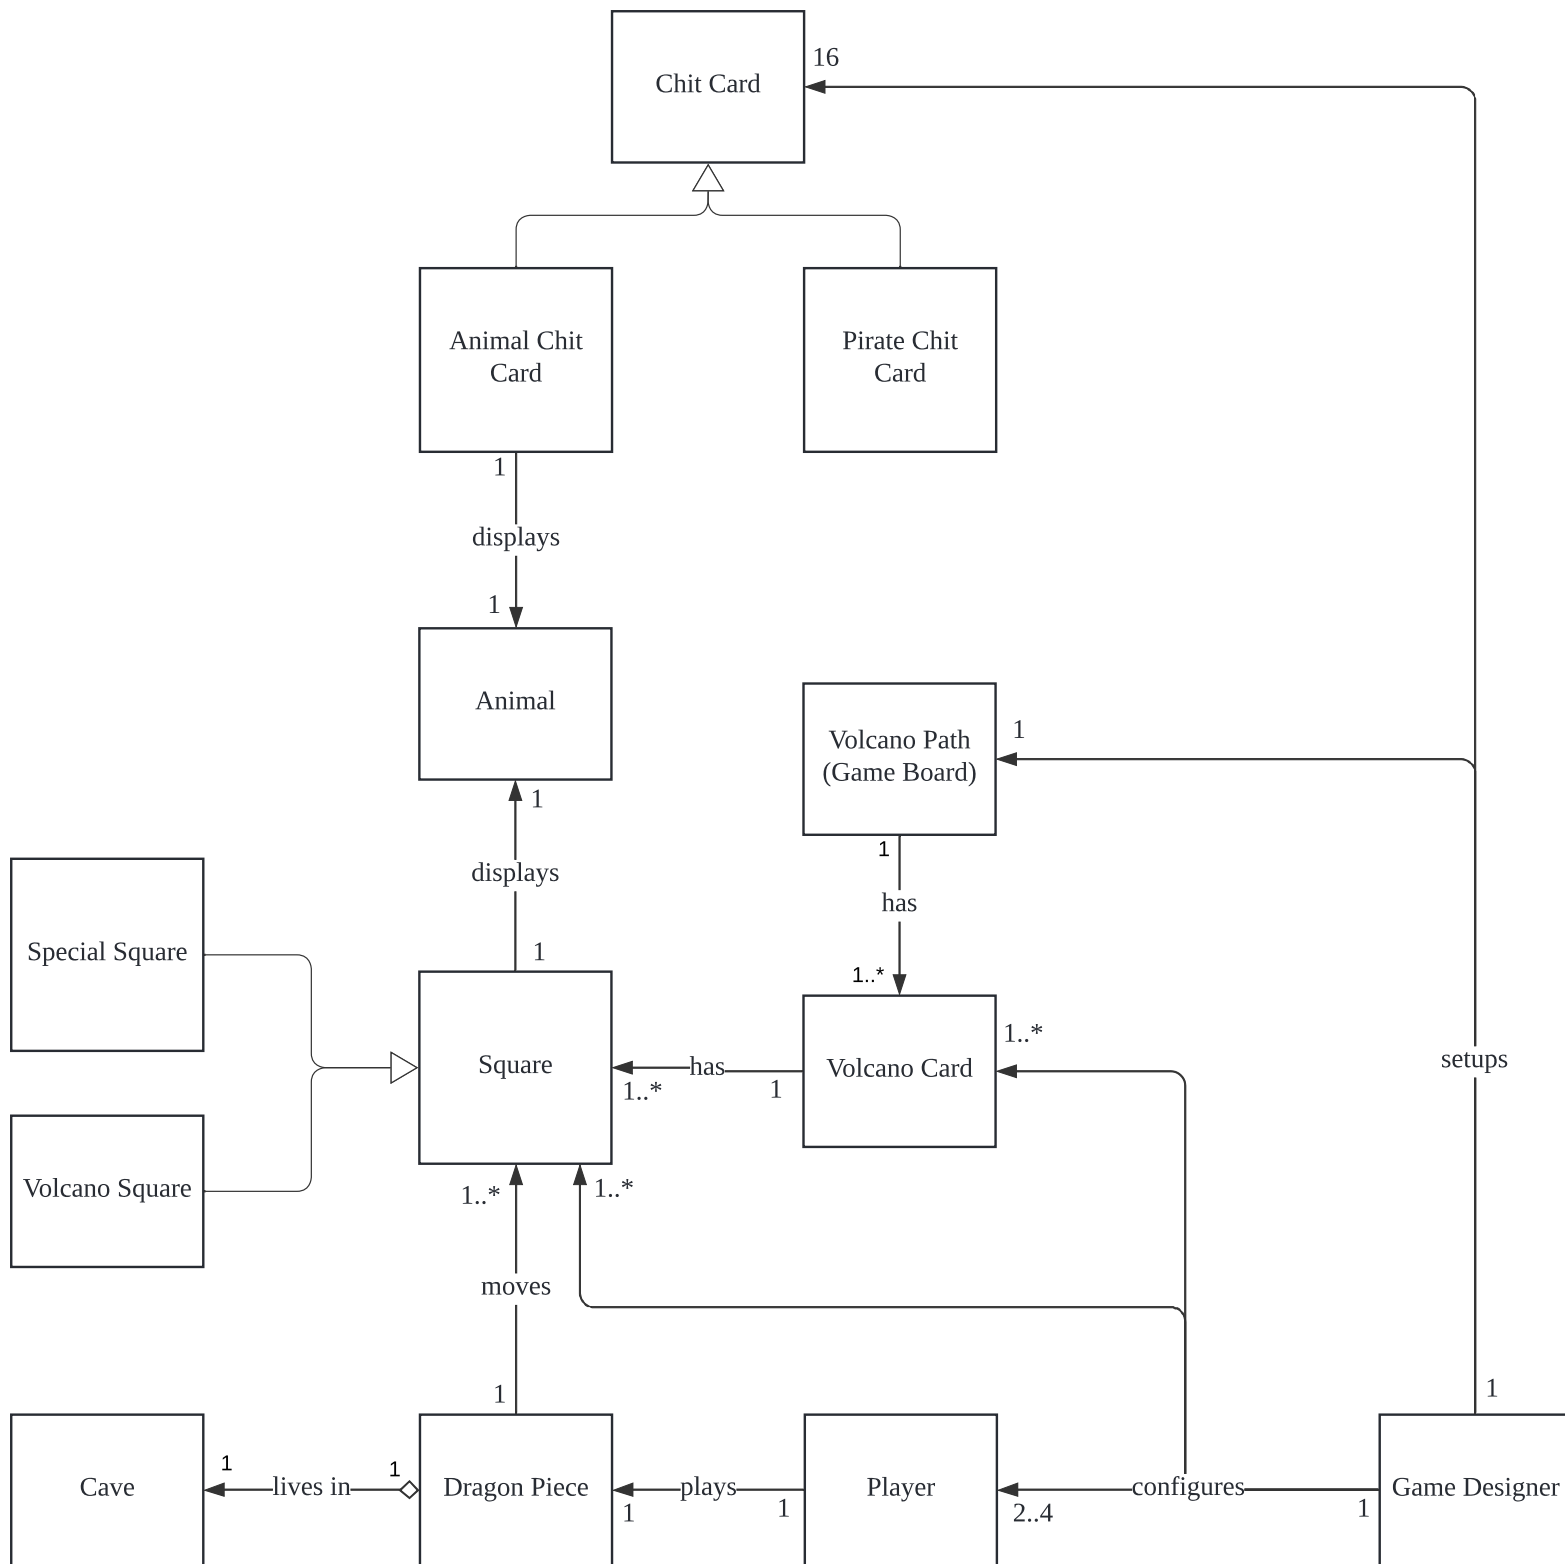 16
Chit Card
Animal Chit
Card
Pirate Chit
Card
1
displays
1
Animal
1
Volcano Path
(Game Board)
1
1
displays
has
1
1..*
Special Square
Square
has
1..*
1
Volcano Card
1..*
setups
Volcano Square
1..*
1..*
moves
1
1
Cave
1
lives in
1
Dragon Piece
plays
1
1
Player
configures
2..4
1
Game Designer